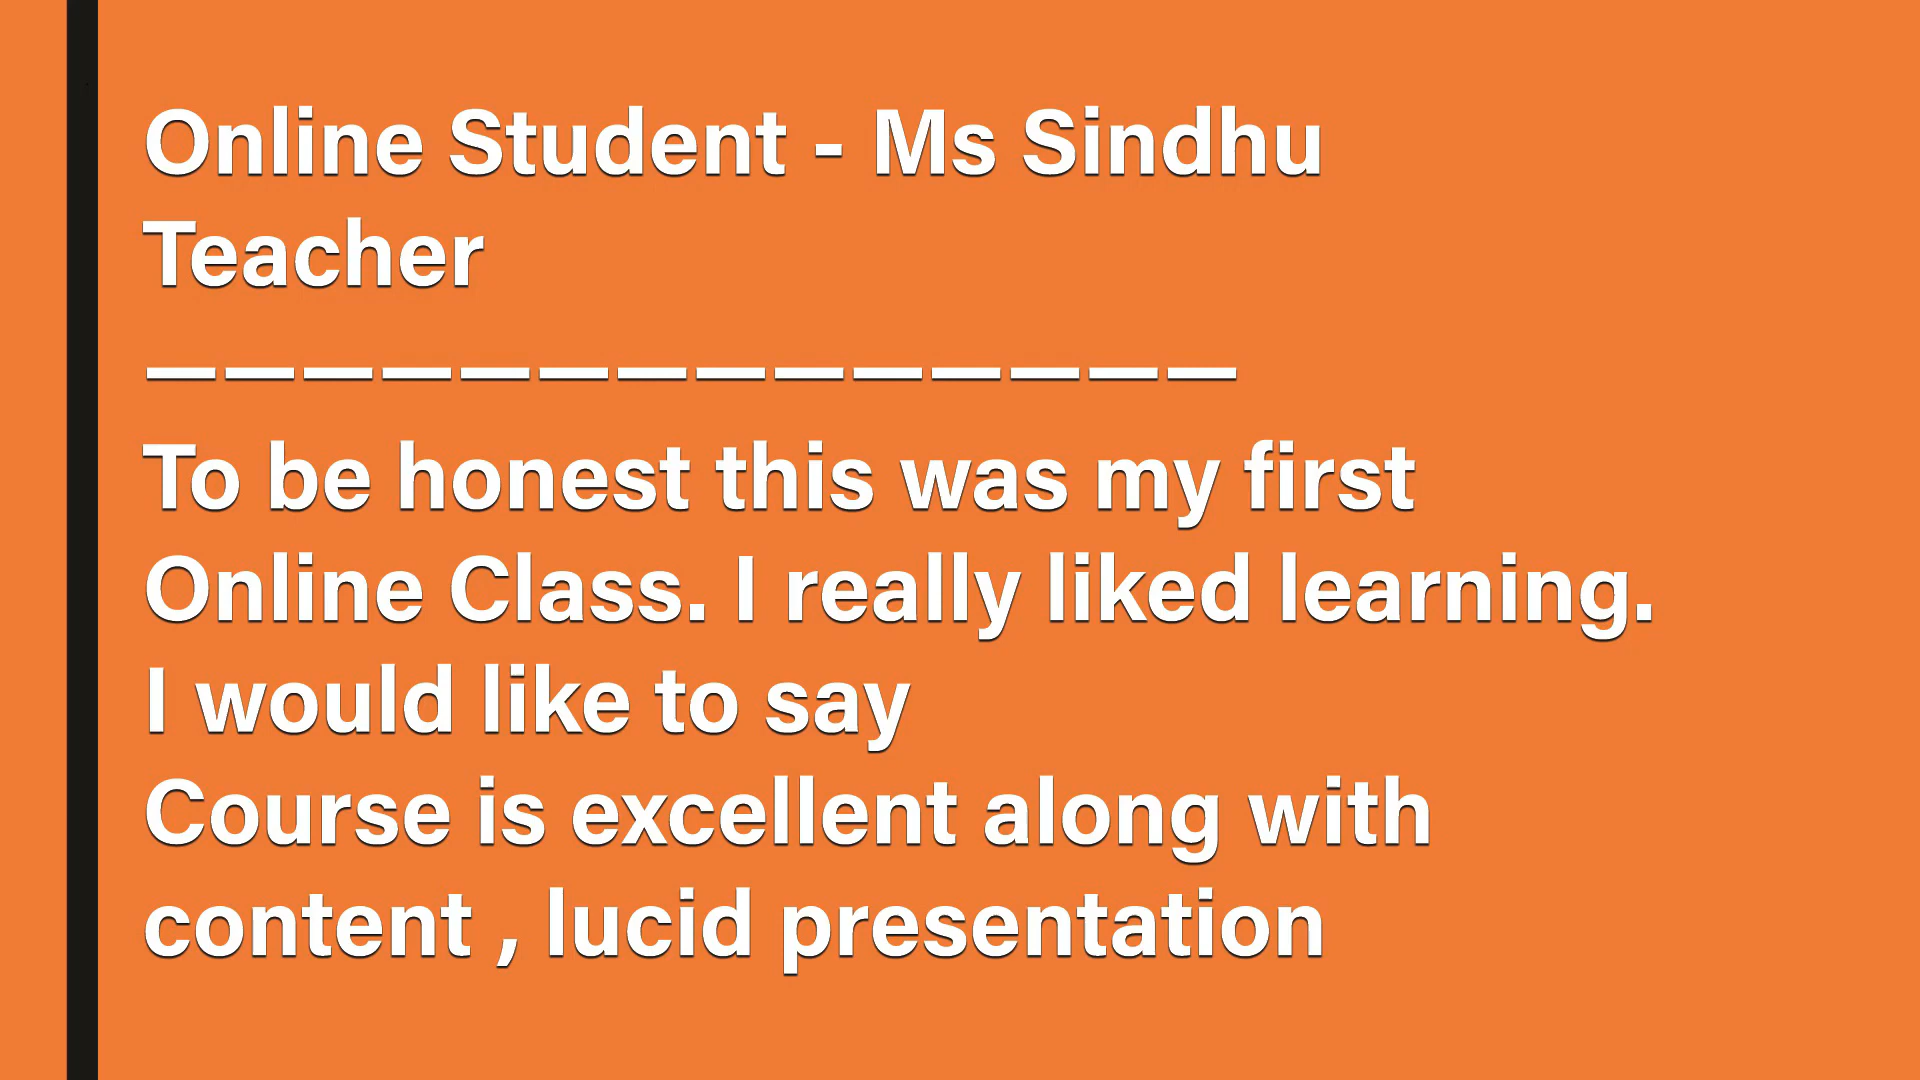 Online Student - Ms Sindhu
Teacher
——————————————
To be honest this was my first
Online Class. I really liked learning.
I would like to say
Course is excellent along with
content , lucid presentation